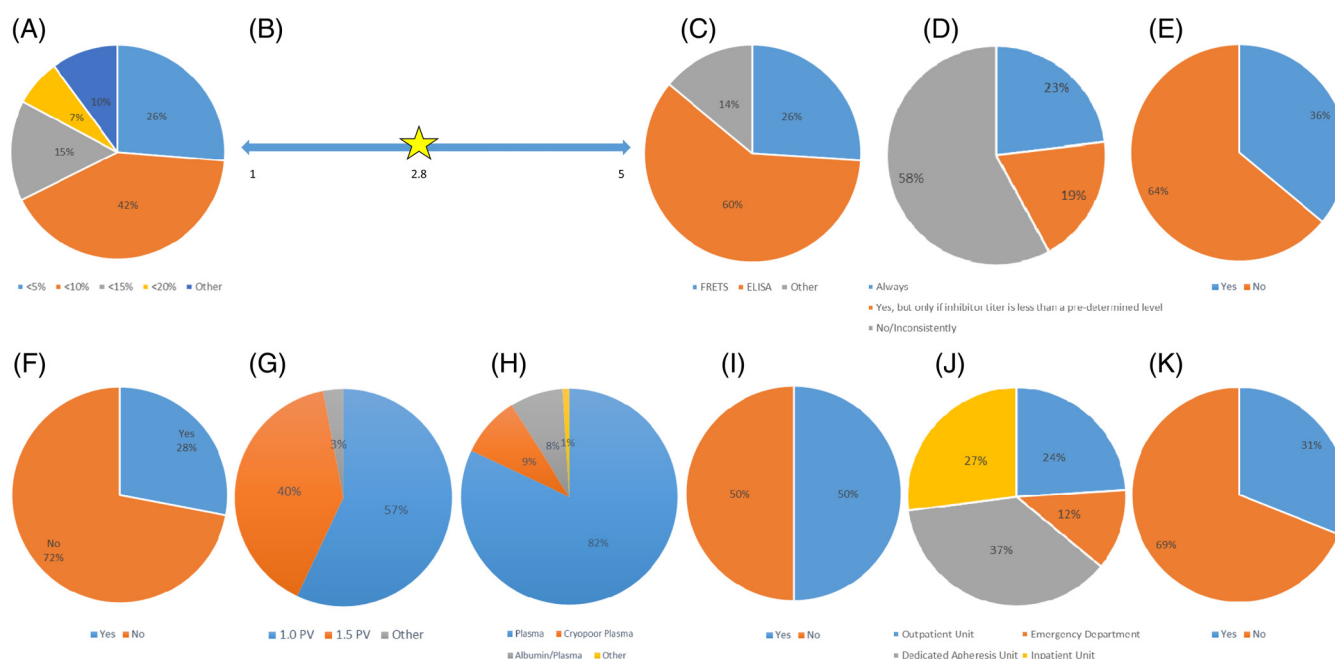 (A) (B) (C) (D) (E)
10% 26% 7% 15% 42%
1 2.8 5
14% 26% 60%
23% 58% 19%
36% 64%
<5% <10% <15% <20% Other
FRETS ELISA Other
Always
Yes, but only if inhibitor titer is less than a pre-determined level
No/Inconsistently
Yes No
(F) (G) (H) (I) (J) (K)
Yes
28%
No
72%
3% 40% 57%
8% 1% 9% 82%
50% 50%
27% 24% 12% 37%
31% 69%
Yes No
1.0 PV 1.5 PV Other
Plasma Cryopoor Plasma
Albumin/Plasma Other
Yes No
Outpatient Unit Emergency Department
Dedicated Apheresis Unit Inpatient Unit
Yes No